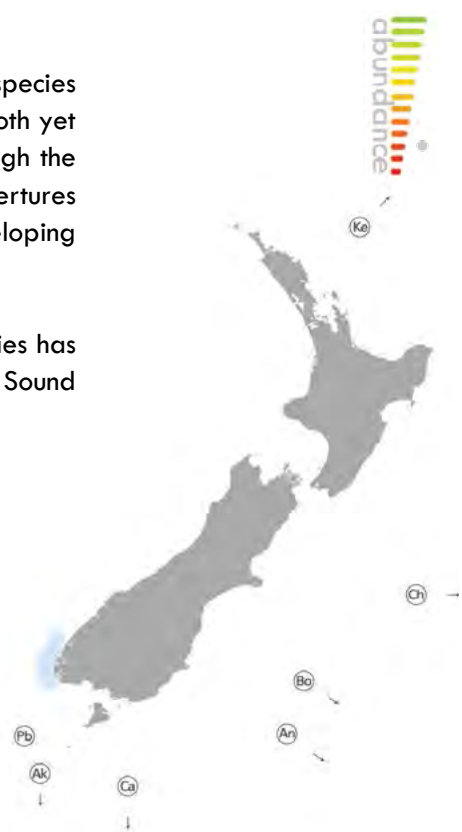 abundance
species
oth yet
gh the
ertures
loping
ies has
Sound
Ke
Ch
Bo
An
Pb
Ak
Ca